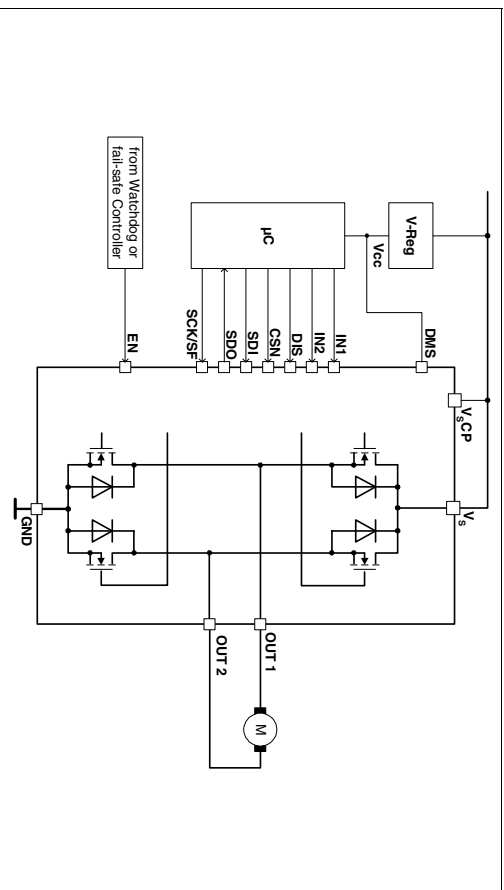 V-Reg
Vcc
µC
from Watchdog or
fail-safe Controller
DMS
IN1
IN2
DIS
CSN
SDI
SDO
SCK/SF
EN
VSCP
VS
GND
OUT 1
OUT 2
M